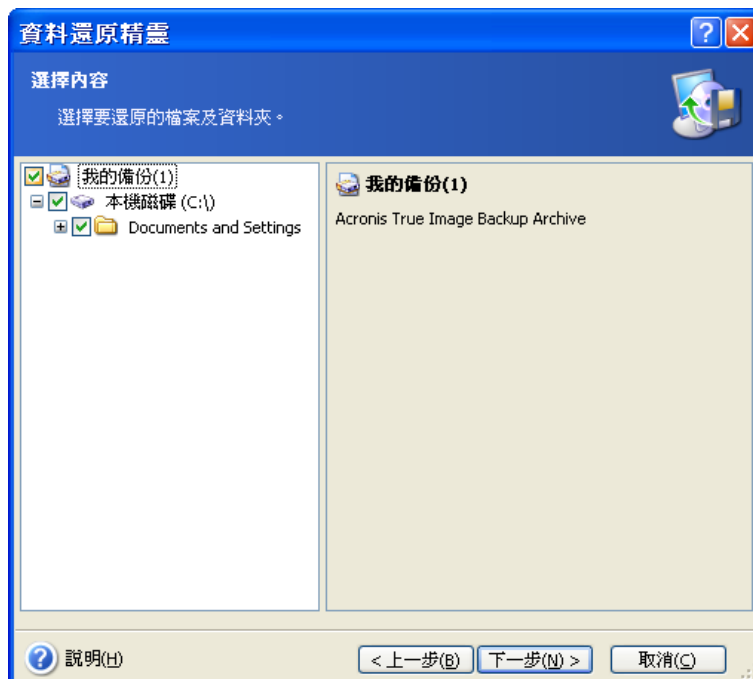 資料還原精靈
選擇內容
選擇要還原的檔案及資料夾。
我的備份(1)
本機磁碟 (C:\)
Documents and Settings
我的備份(1)
Acronis True Image Backup Archive
說明(H)
< 上一步(B)
下一步(N) >
取消(C)